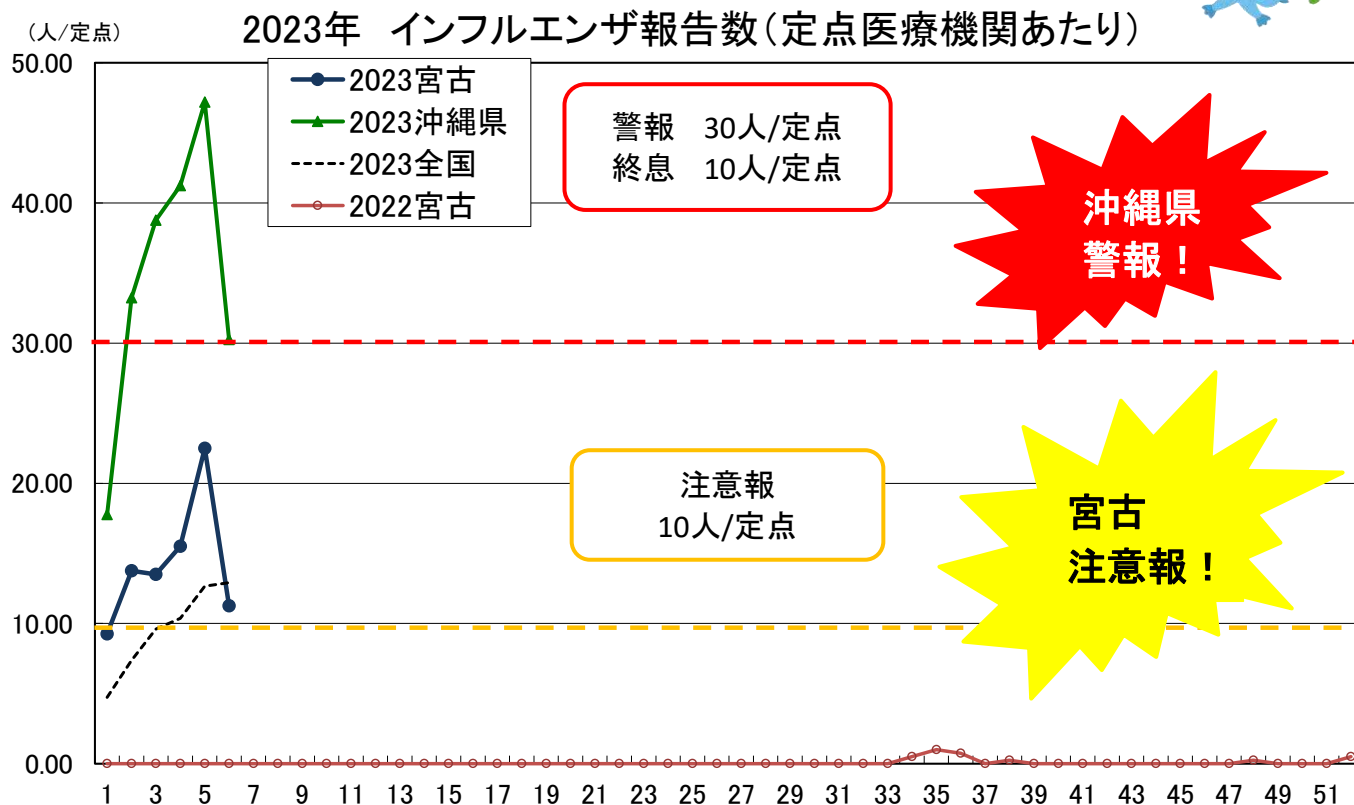 2023年　インフルエンザ報告数（定点医療機関あたり）
（人/定点）
2023宮古
2023沖縄県
2023全国
2022宮古
警報　30人/定点
終息　10人/定点
沖縄県
警報！
注意報
10人/定点
宮古
注意報！
50.00
40.00
30.00
20.00
10.00
0.00
1 3 5 7 9 11 13 15 17 19 21 23 25 27 29 31 33 35 37 39 41 43 45 47 49 51